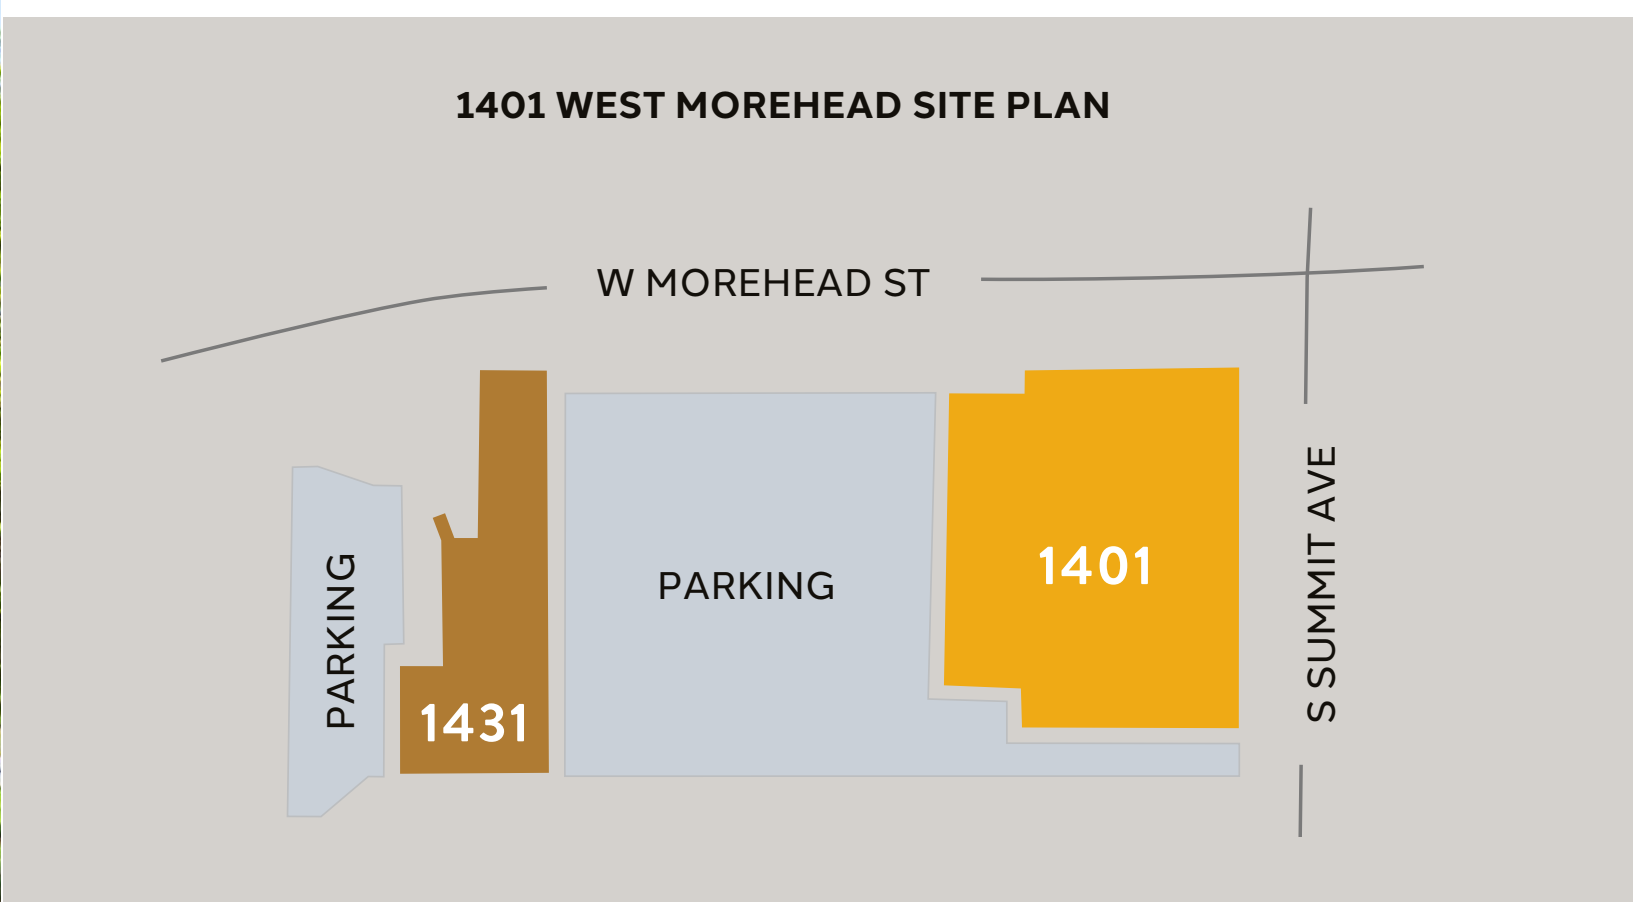 1401 WEST MOREHEAD SITE PLAN
W MOREHEAD ST
PARKING
1431
PARKING
1401
S SUMMIT AVE